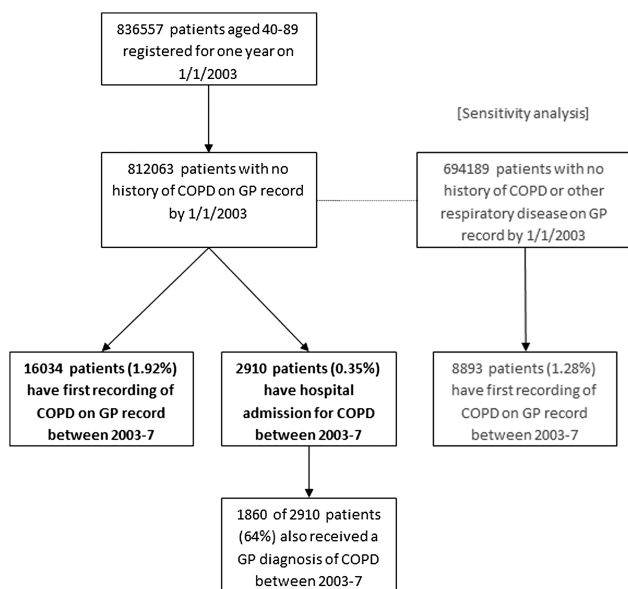 836557 patients aged 40-89
registered for one year on
1/1/2003
[Sensitivity analysis]
812063 patients with no
history of COPD on GP record
by 1/1/2003
694189 patients with no
history of COPD or other
respiratory disease on GP
record by 1/1/2003
16034 patients (1.92%)
have first recording of
COPD on GP record
between 2003-7
2910 patients (0.35%)
have hospital
admission for COPD
between 2003-7
8893 patients (1.28%)
have first recording of
COPD on GP record
between 2003-7
1860 of 2910 patients
(64%) also received a
GP diagnosis of COPD
between 2003-7